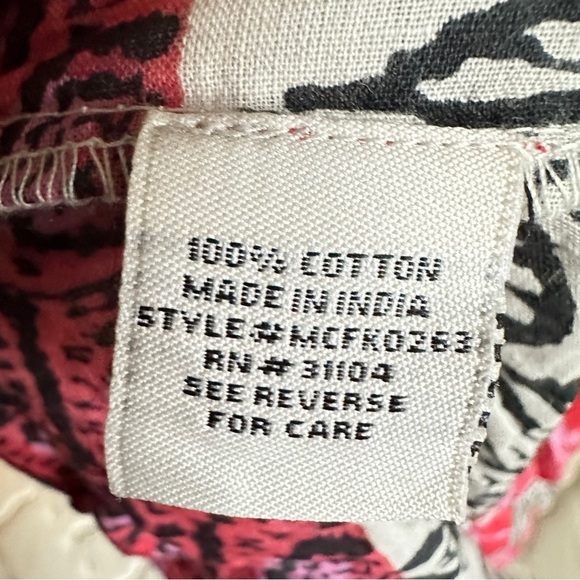 100% COTTON
MADE IN INDIA
STYLE#MCFK0263
RN# 31104
SEE REVERSE
FOR CARE